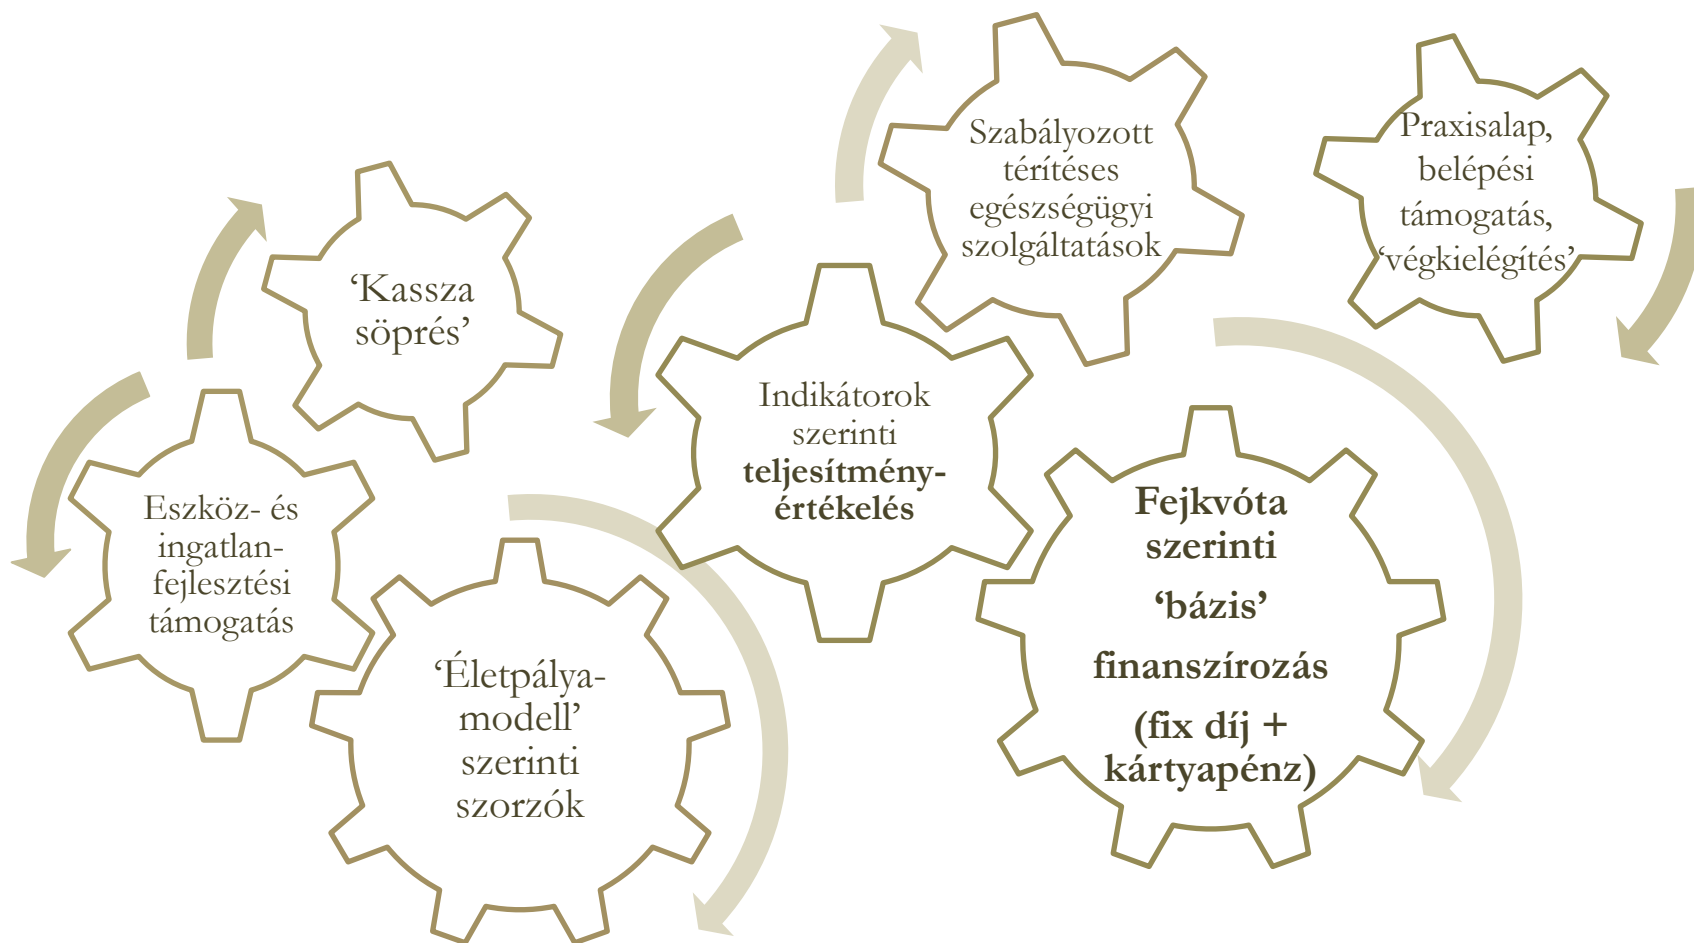 Szabályozott
térítéses
egészségügyi
szolgáltatások
Praxisalap,
belépési
támogatás,
‘végkielégítés’
‘Kassza
söprés’
Indikátorok
szerinti
teljesítmény-
értékelés
Eszköz- és
ingatlan-
fejlesztési
támogatás
‘Életpálya-
modell’
szerinti
szorzók
Fejkvóta
szerinti
‘bázis’
finanszírozás
(fix díj +
kártyapénz)